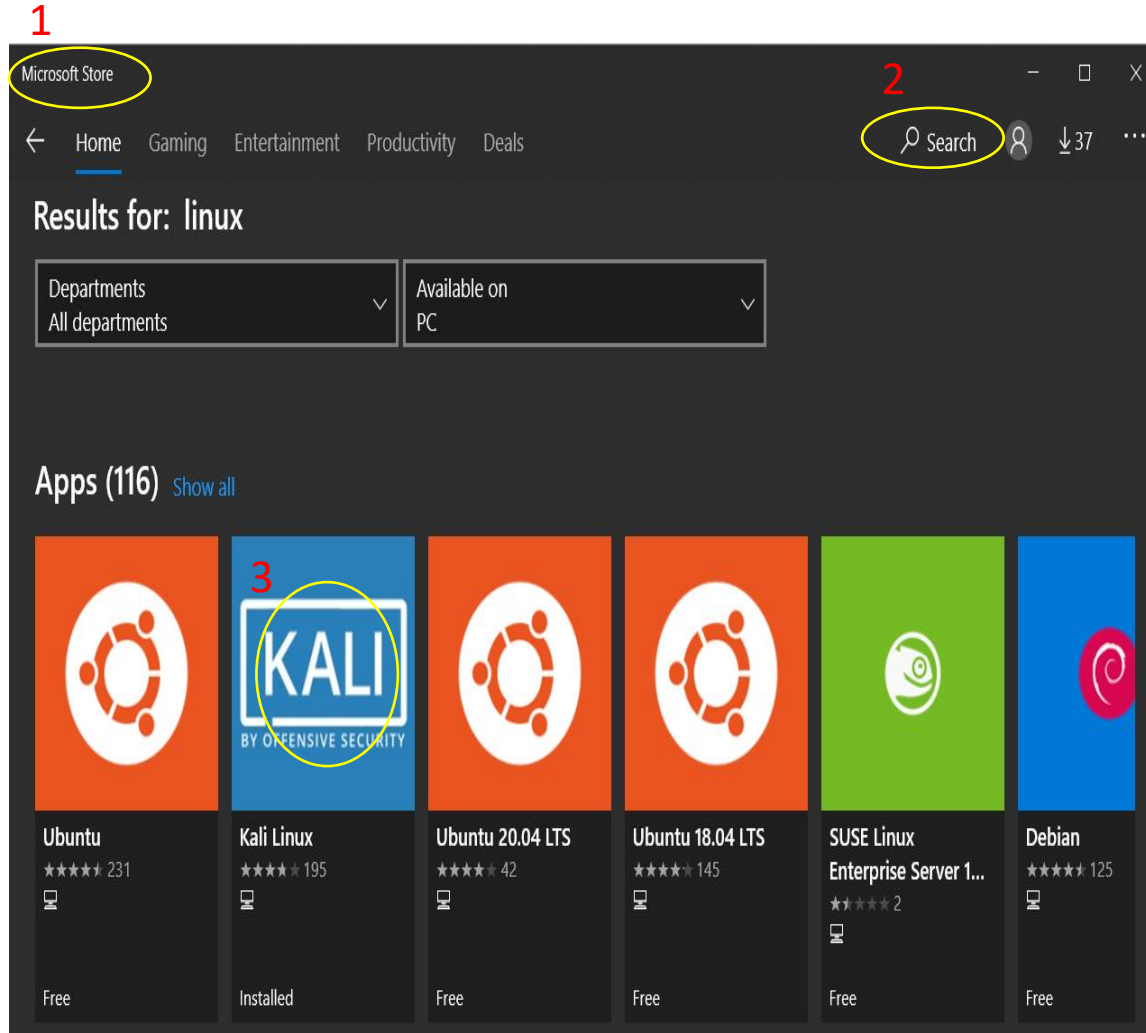 1
Microsoft Store
2
Home Gaming Entertainment Productivity Deals
Search
37
Results for: linux
Departments
All departments
Available on
PC
Apps (116) Show all
3
KALI
BY OFFENSIVE SECURITY
Ubuntu
231
Free
Kali Linux
195
Installed
Ubuntu 20.04 LTS
42
Free
Ubuntu 18.04 LTS
145
Free
SUSE Linux
Enterprise Server 1...
2
Free
Debian
125
Free